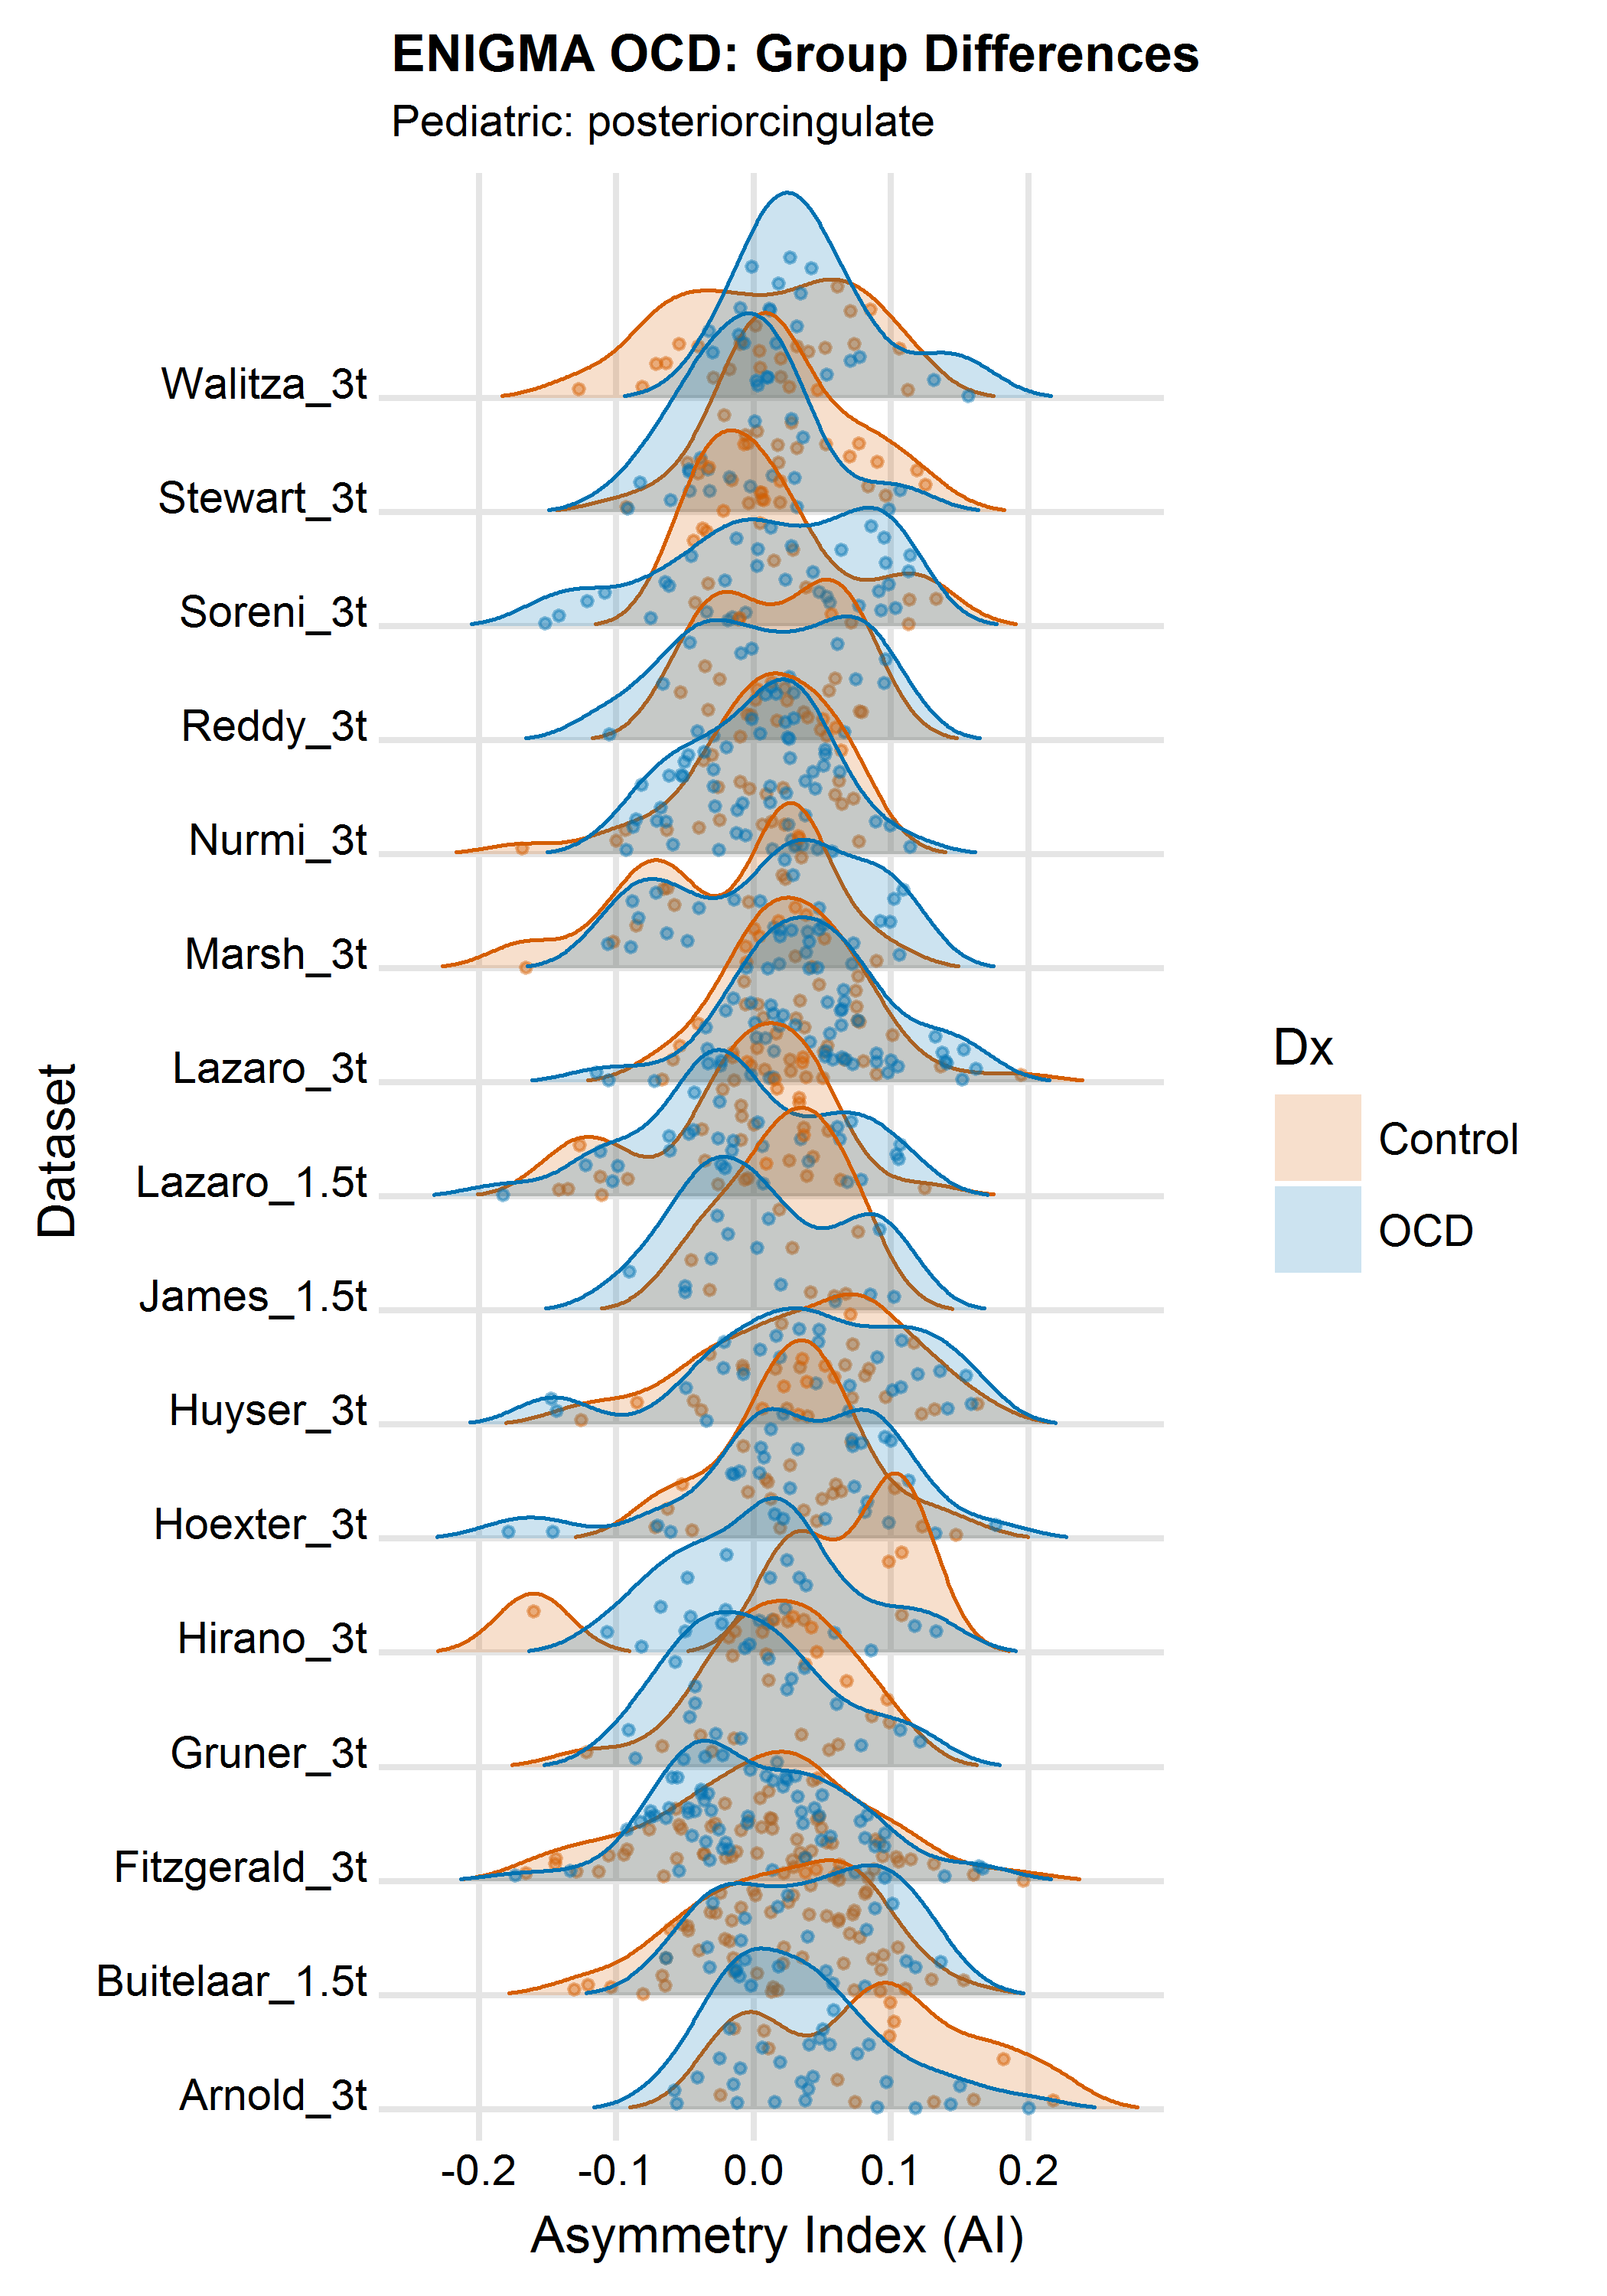 ENIGMA OCD: Group Differences
Pediatric: posteriorcingulate
Walitza_3t
Stewart_3t
Soreni_3t
Reddy_3t
Nurmi_3t
Marsh_3t
Lazaro_3t
Lazaro_1.5t
James_1.5t
Huyser_3t
Hoexter_3t
Hirano_3t
Gruner_3t
Fitzgerald_3t
Buitelaar_1.5t
Arnold_3t
Dataset
-0.2 -0.1 0.0 0.1 0.2
Asymmetry Index (AI)
Dx
Control
OCD